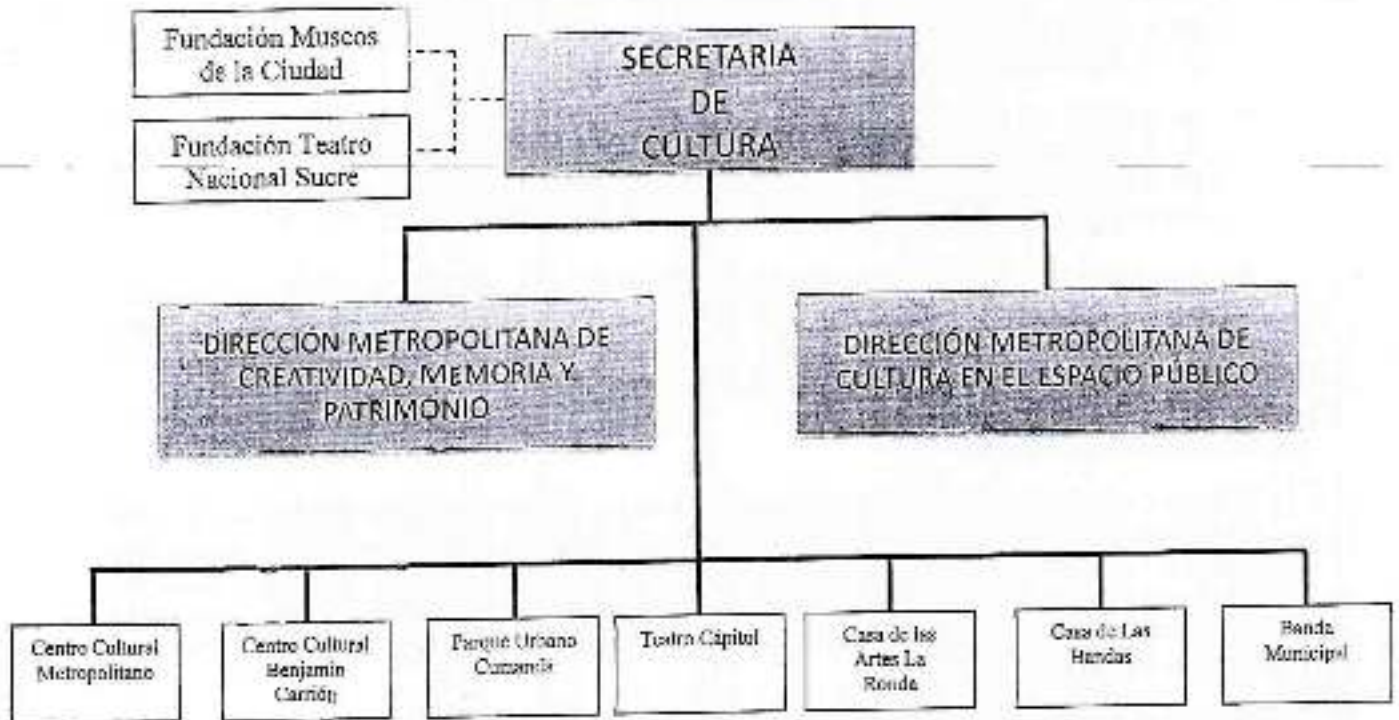 Fundación Museos
de la Ciudad
Fundación Teatro
Nacional Sucre
SECRETARIA
DE
CULTURA
DIRECCIÓN METROPOLITANA DE
CREATIVIDAD, MEMORIA Y
PATRIMONIO
DIRECCIÓN METROPOLITANA DE
CULTURA EN EL ESPACIO PÚBLICO
Centro Cultural
Metropolitano
Centro Cultural
Benjamín
Carrión
Parque Urbano
Cumandá
Teatro Cápitol
Casa de las
Artes La
Ronda
Casa de Las
Bandas
Banda
Municipal